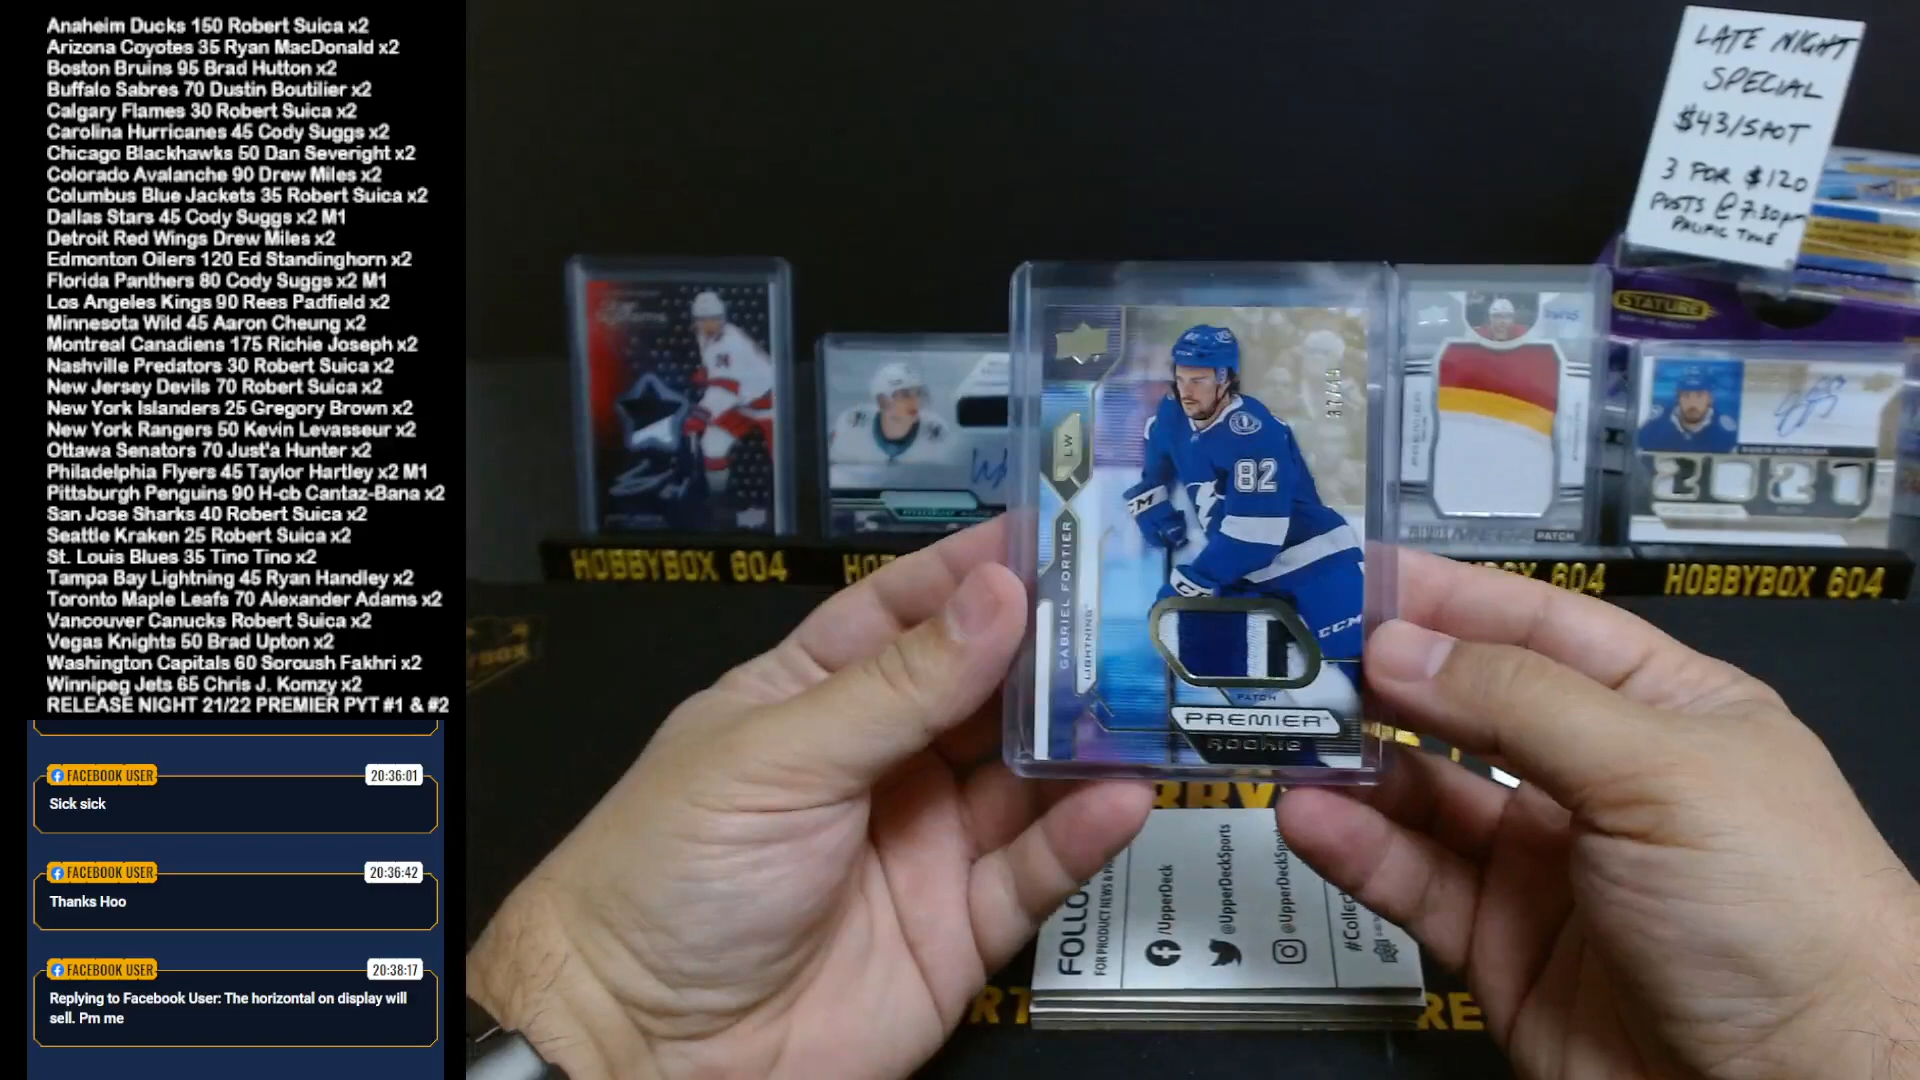 Anaheim Ducks 150 Robert Suica x2
Arizona Coyotes 35 Ryan MacDonald x2
Boston Bruins 95 Brad Hutton x2
Buffalo Sabres 70 Dustin Boutilier x2
Calgary Flames 30 Robert Suica x2
Carolina Hurricanes 45 Cody Suggs x2
Chicago Blackhawks 50 Dan Severight x2
Colorado Avalanche 90 Drew Miles x2
Columbus Blue Jackets 35 Robert Suica x2
Dallas Stars 45 Cody Suggs x2 M1
Detroit Red Wings Drew Miles x2
Edmonton Oilers 120 Ed Standinghorn x2
Florida Panthers 80 Cody Suggs x2 M1
Los Angeles Kings 90 Rees Padfield x2
Minnesota Wild 45 Aaron Cheung x2
Montreal Canadiens 175 Richie Joseph x2
Nashville Predators 30 Robert Suica x2
New Jersey Devils 70 Robert Suica x2
New York Islanders 25 Gregory Brown x2
New York Rangers 50 Kevin Levasseur x2
Ottawa Senators 70 Just'a Hunter x2
Philadelphia Flyers 45 Taylor Hartley x2 M1
Pittsburgh Penguins 90 H-cb Cantaz-Bana x2
San Jose Sharks 40 Robert Suica x2
Seattle Kraken 25 Robert Suica x2
St. Louis Blues 35 Tino Tino x2
Tampa Bay Lightning 45 Ryan Handley x2
Toronto Maple Leafs 70 Alexander Adams x2
Vancouver Canucks Robert Suica x2
Vegas Knights 50 Brad Upton x2
Washington Capitals 60 Soroush Fakhri x2
Winnipeg Jets 65 Chris J. Komzy x2
RELEASE NIGHT 21/22 PREMIER PYT #1 & #2
FACEBOOK USER 20:36:01
Sick sick
FACEBOOK USER 20:36:42
Thanks Hoo
FACEBOOK USER 20:38:17
Replying to Facebook User: The horizontal on display will
sell. Pm me
LATE NIGHT
SPECIAL
$43/SPOT
3 FOR $120
POSTS @ 7:30pm
PACIFIC TIME
STATURE
LW
GABRIEL FORTIER
LIGHTNING
82
CCM
PATCH
PREMIER
ROOKIE
2021
PATCH
HOBBYBOX 604
604
HOBBYBOX 604
FOLLO
FOR PRODUCT NEWS &
/UpperDeck
@UpperDeckSports
@UpperDeckSports
#Collec